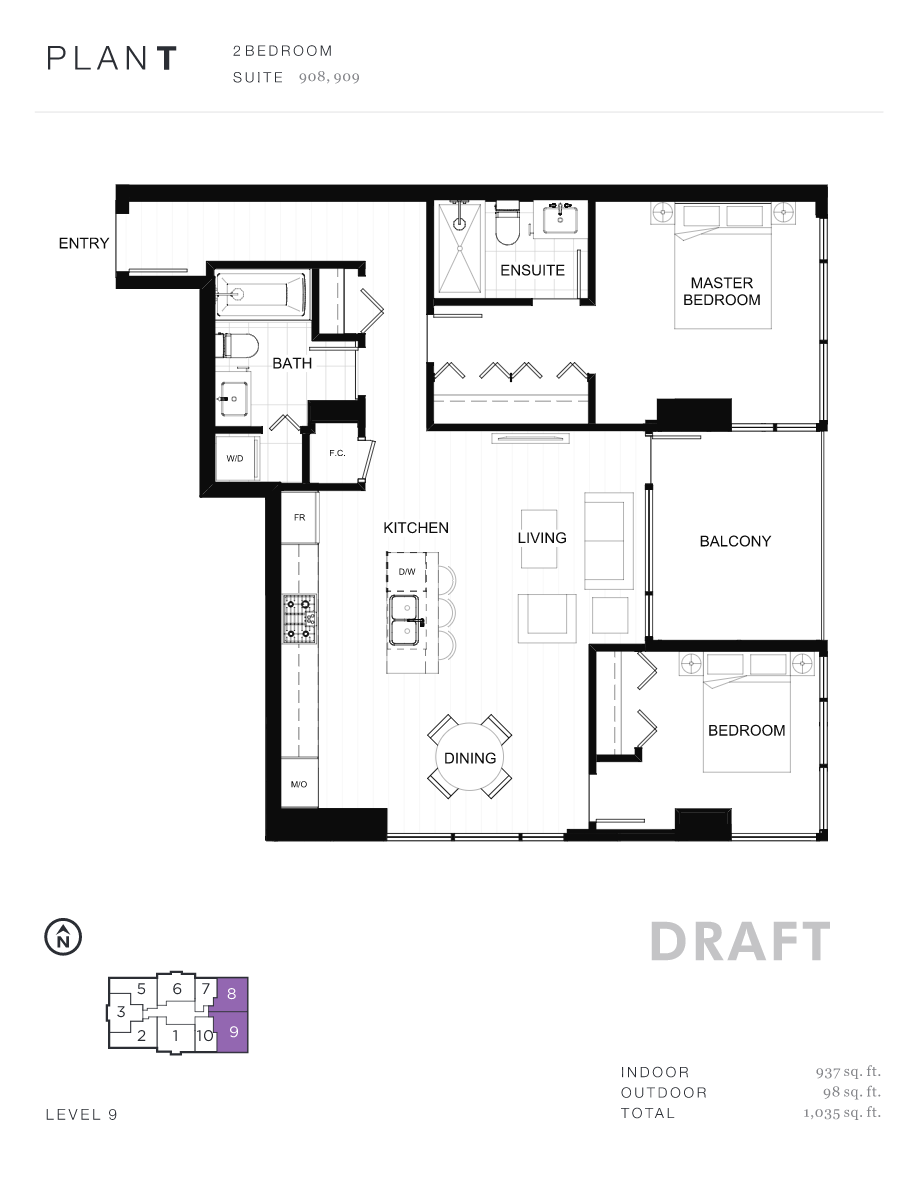 PLAN T
2 BEDROOM
SUITE 908, 909
ENTRY
ENSUITE
MASTER
BEDROOM
BATH
W/D
F.C.
FR
KITCHEN
LIVING
BALCONY
D/W
BEDROOM
DINING
M/O
N
DRAFT
5
6
7
8
3
2
1
10
9
INDOOR 937 sq. ft.
OUTDOOR 98 sq. ft.
TOTAL 1,035 sq. ft.
LEVEL 9